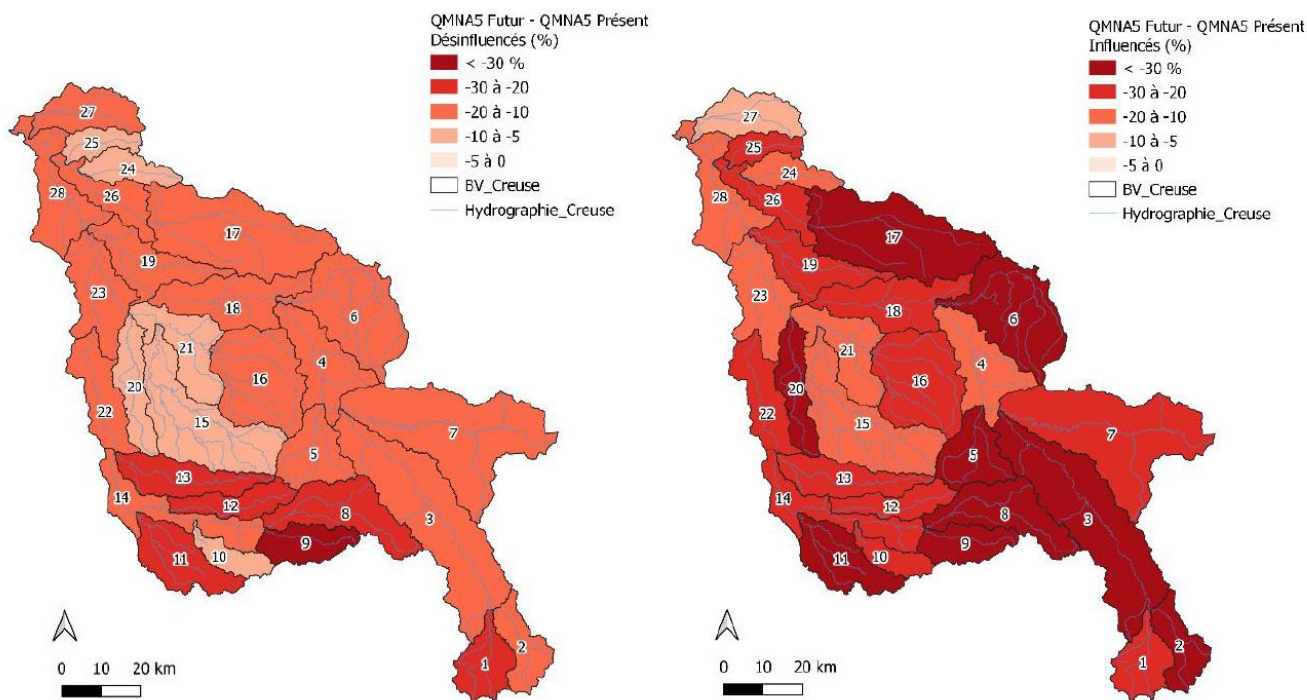 QMNA5 Futur - QMNA5 Présent
Désinfluencés (%)
< -30 %
-30 à -20
-20 à -10
-10 à -5
-5 à 0
BV_Creuse
Hydrographie_Creuse
27
25
24
28
26
17
19
23
18
6
21
4
20
16
22
15
7
5
13
14
12
8
3
9
10
11
1
2
0 10 20 km
QMNA5 Futur - QMNA5 Présent
Influencés (%)
< -30 %
-30 à -20
-20 à -10
-10 à -5
-5 à 0
BV_Creuse
Hydrographie_Creuse
27
25
24
28
26
17
19
23
18
6
21
4
20
16
22
15
7
5
13
14
12
8
3
9
10
11
1
2
0 10 20 km